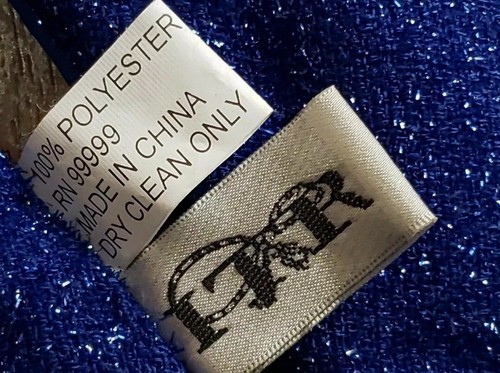 100% POLYESTER
RN 99999
MADE IN CHINA
DRY CLEAN ONLY